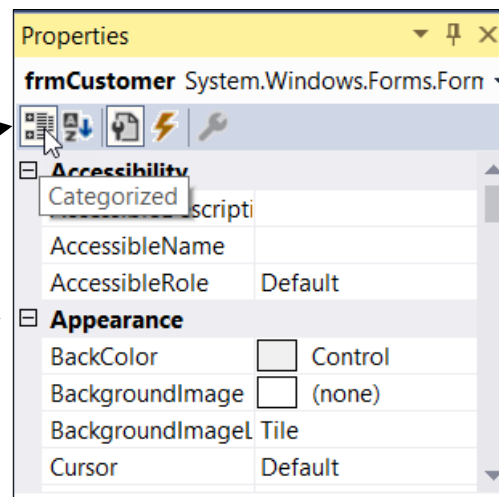 Properties
frmCustomer System.Windows.Forms.Form
Accessibility
Categorized
AccessibleName
AccessibleRole Default
Appearance
BackColor Control
BackgroundImage (none)
BackgroundImageL Tile
Cursor Default